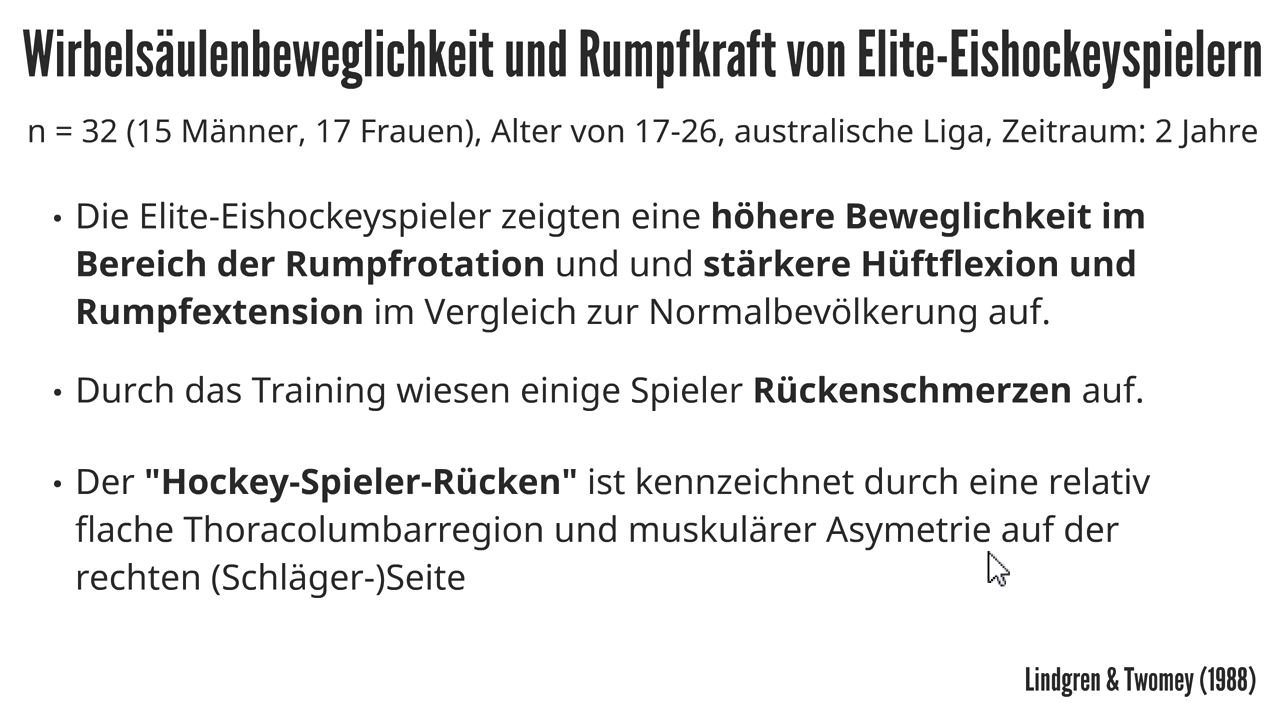 Wirbelsäulenbeweglichkeit und Rumpfkraft von Elite-Eishockeyspielern
n = 32 (15 Männer, 17 Frauen), Alter von 17-26, australische Liga, Zeitraum: 2 Jahre
• Die Elite-Eishockeyspieler zeigten eine höhere Beweglichkeit im
Bereich der Rumpfrotation und und stärkere Hüftflexion und
Rumpfextension im Vergleich zur Normalbevölkerung auf.
• Durch das Training wiesen einige Spieler Rückenschmerzen auf.
• Der "Hockey-Spieler-Rücken" ist kennzeichnet durch eine relativ
flache Thoracolumbarregion und muskulärer Asymetrie auf der
rechten (Schläger-)Seite
Lindgren & Twomey (1988)